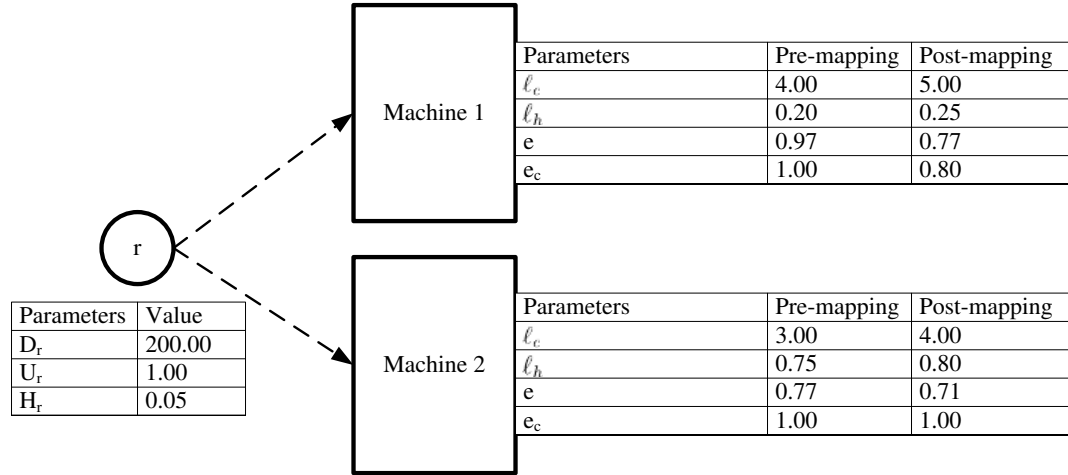 Machine 1
Parameters Pre-mapping Post-mapping
ℓc 4.00 5.00
ℓh 0.20 0.25
e 0.97 0.77
ec 1.00 0.80
r
Parameters Value
Dr 200.00
Ur 1.00
Hr 0.05
Machine 2
Parameters Pre-mapping Post-mapping
ℓc 3.00 4.00
ℓh 0.75 0.80
e 0.77 0.71
ec 1.00 1.00